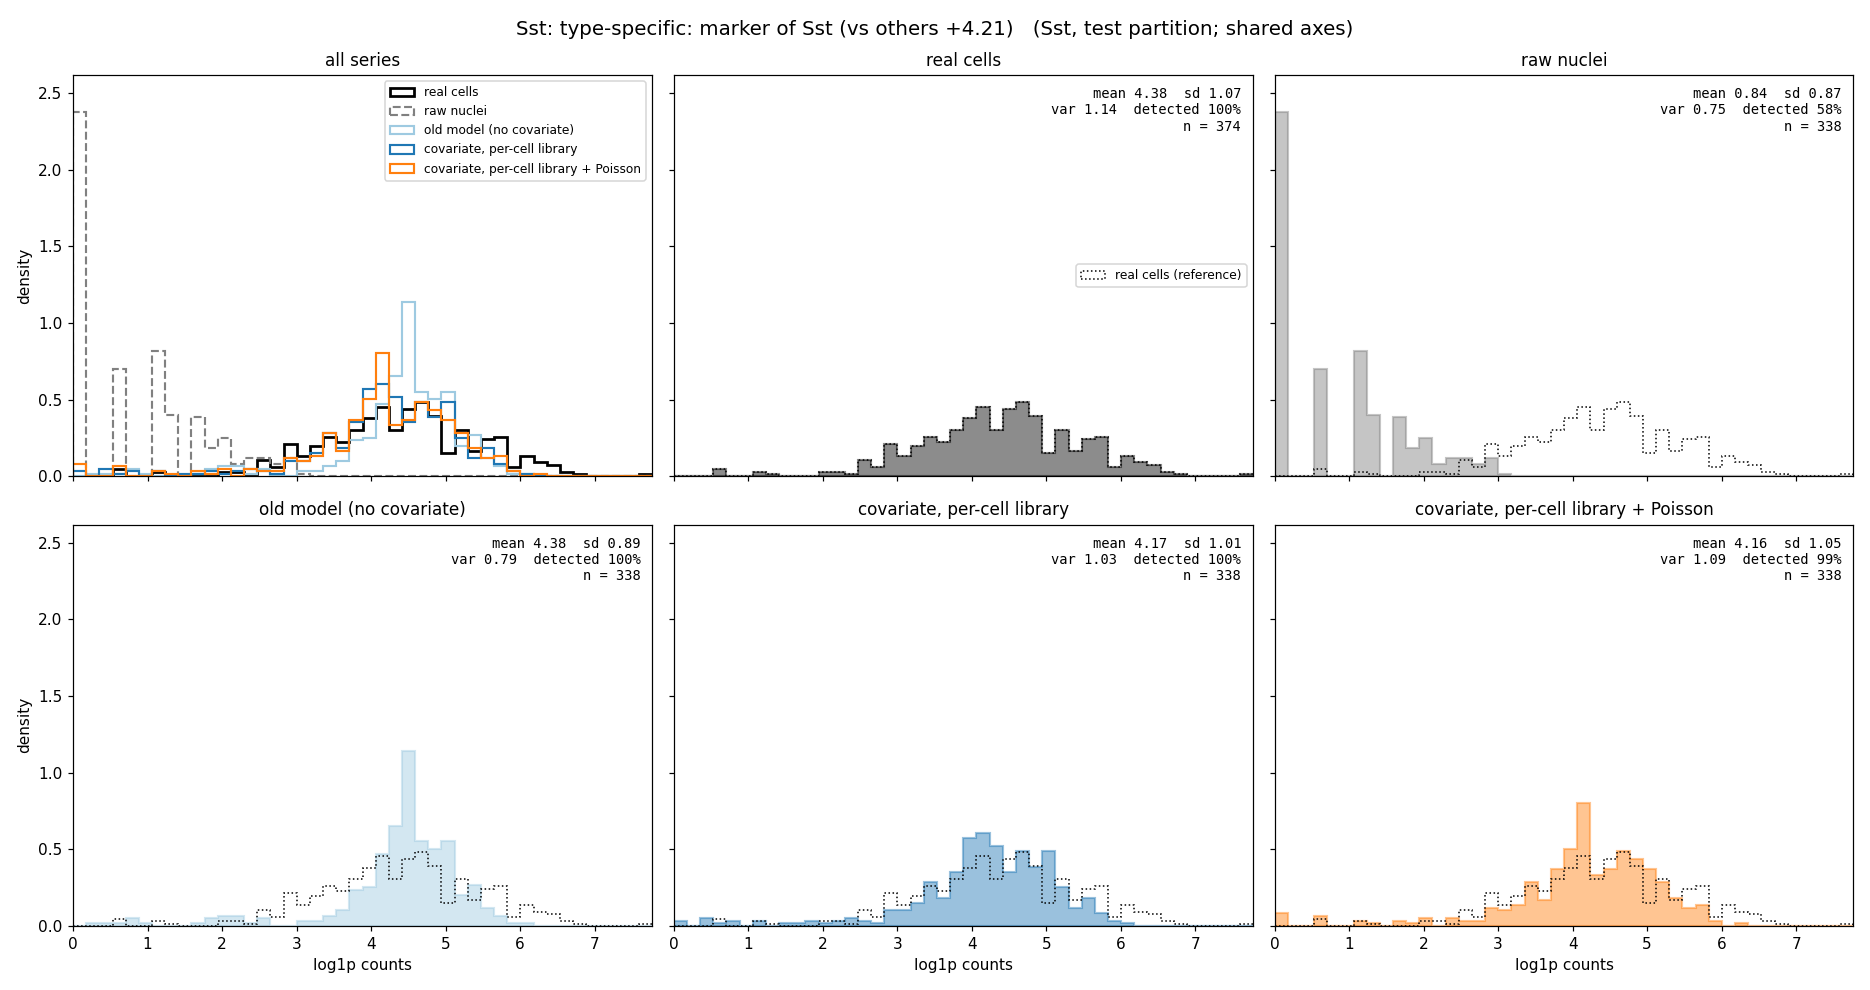 Sst: type-specific: marker of Sst (vs others +4.21)   (Sst, test partition; shared axes)
all series
real cells
raw nuclei
2.5
2.0
1.5
1.0
0.5
0.0
density
real cells
raw nuclei
old model (no covariate)
covariate, per-cell library
covariate, per-cell library + Poisson
mean 4.38  sd 1.07
var 1.14  detected 100%
n = 374
real cells (reference)
mean 0.84  sd 0.87
var 0.75  detected 58%
n = 338
old model (no covariate)
covariate, per-cell library
covariate, per-cell library + Poisson
2.5
2.0
1.5
1.0
0.5
0.0
density
mean 4.38  sd 0.89
var 0.79  detected 100%
n = 338
mean 4.17  sd 1.01
var 1.03  detected 100%
n = 338
mean 4.16  sd 1.05
var 1.09  detected 99%
n = 338
0 1 2 3 4 5 6 7
0 1 2 3 4 5 6 7
0 1 2 3 4 5 6 7
log1p counts
log1p counts
log1p counts